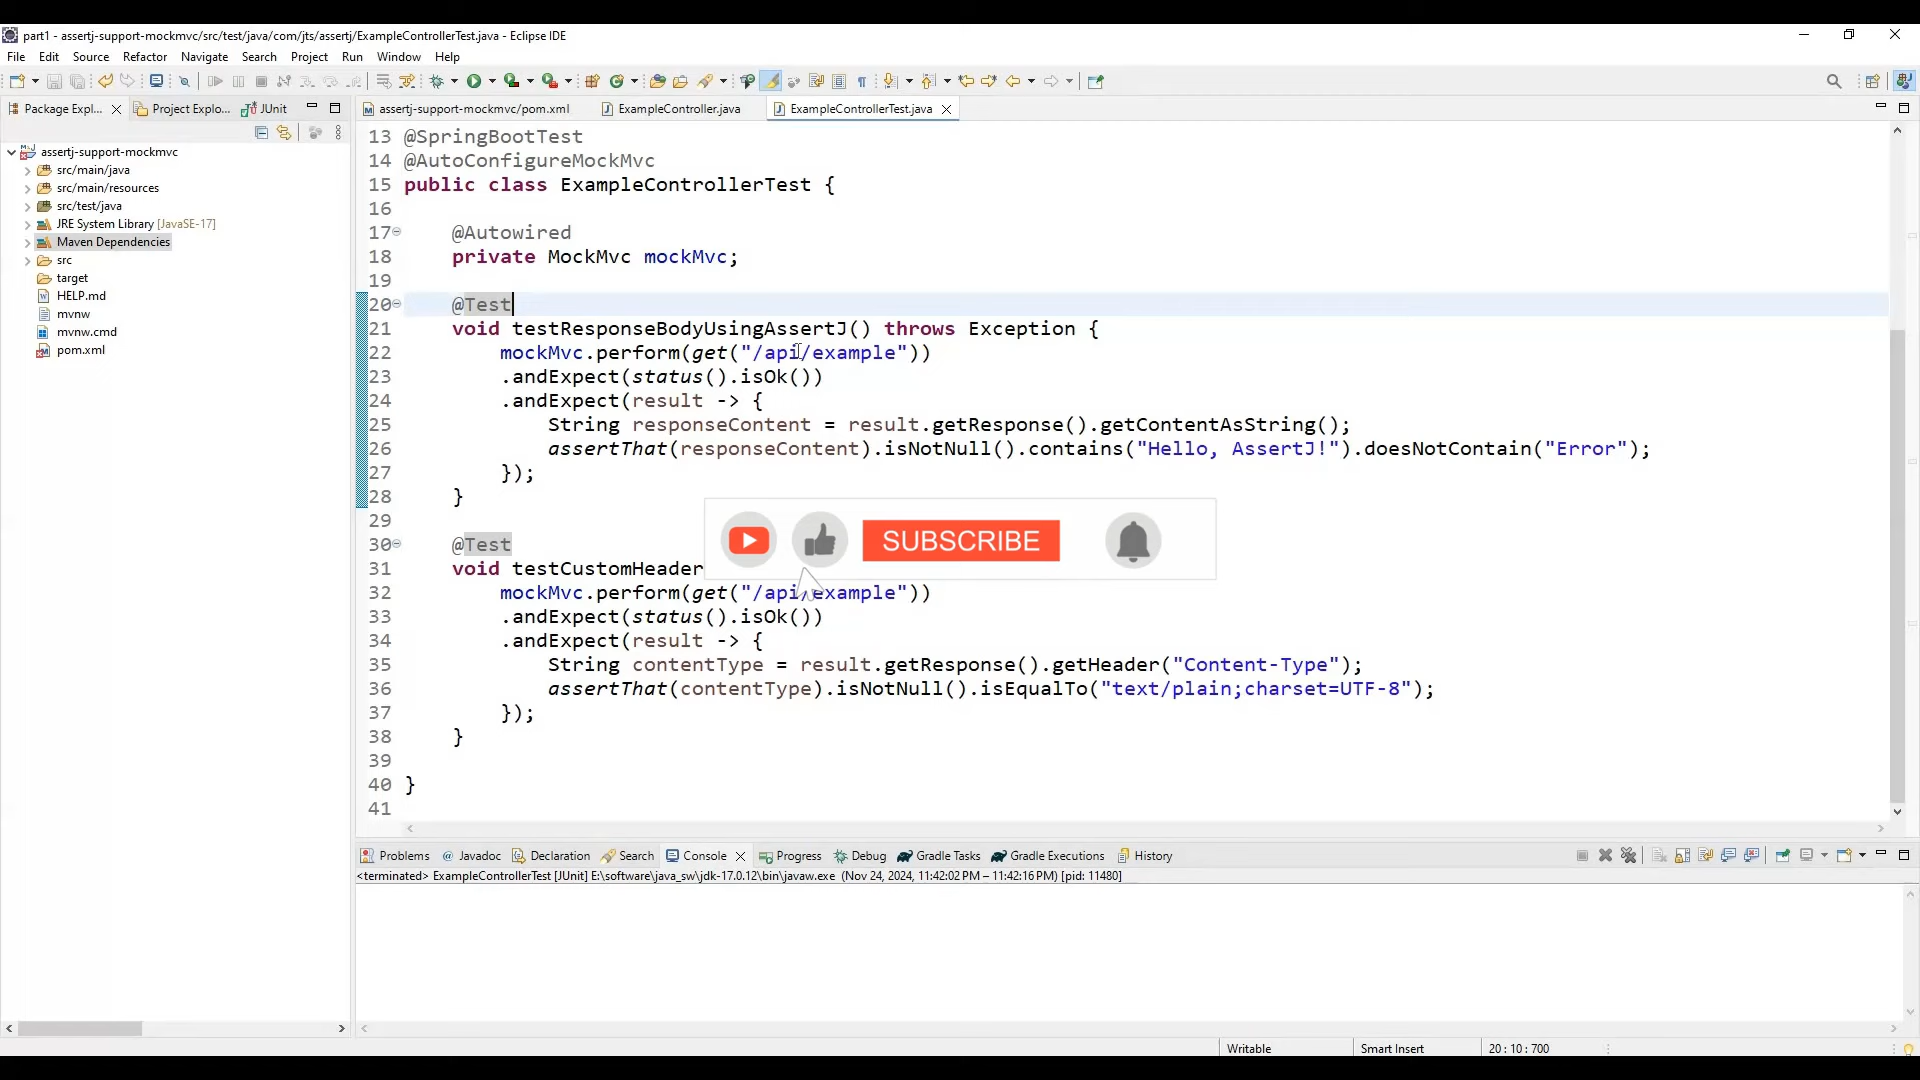 part1 - assertj-support-mockmvc/src/test/java/com/jts/assertj/ExampleControllerTest.java - Eclipse IDE
File Edit Source Refactor Navigate Search Project Run Window Help
Package Expl... Project Explo... JUnit
assertj-support-mockmvc/pom.xml ExampleController.java ExampleControllerTest.java
assertj-support-mockmvc
src/main/java
src/main/resources
src/test/java
JRE System Library [JavaSE-17]
Maven Dependencies
src
target
HELP.md
mvnw
mvnw.cmd
pom.xml
13 @SpringBootTest
14 @AutoConfigureMockMvc
15 public class ExampleControllerTest {
16
17 @Autowired
18 private MockMvc mockMvc;
19
20 @Test
21 void testResponseBodyUsingAssertJ() throws Exception {
22 mockMvc.perform(get("/api/example"))
23 .andExpect(status().isOk())
24 .andExpect(result -> {
25 String responseContent = result.getResponse().getContentAsString();
26 assertThat(responseContent).isNotNull().contains("Hello, AssertJ!").doesNotContain("Error");
27 });
28 }
29
30 @Test
31 void testCustomHeader
32 mockMvc.perform(get("/api/example"))
33 .andExpect(status().isOk())
34 .andExpect(result -> {
35 String contentType = result.getResponse().getHeader("Content-Type");
36 assertThat(contentType).isNotNull().isEqualTo("text/plain;charset=UTF-8");
37 });
38 }
39
40 }
41
SUBSCRIBE
Problems Javadoc Declaration Search Console Progress Debug Gradle Tasks Gradle Executions History
<terminated> ExampleControllerTest [JUnit] E:\software\java_sw\jdk-17.0.12\bin\javaw.exe (Nov 24, 2024, 11:42:02 PM – 11:42:16 PM) [pid: 11480]
Writable Smart Insert 20 : 10 : 700